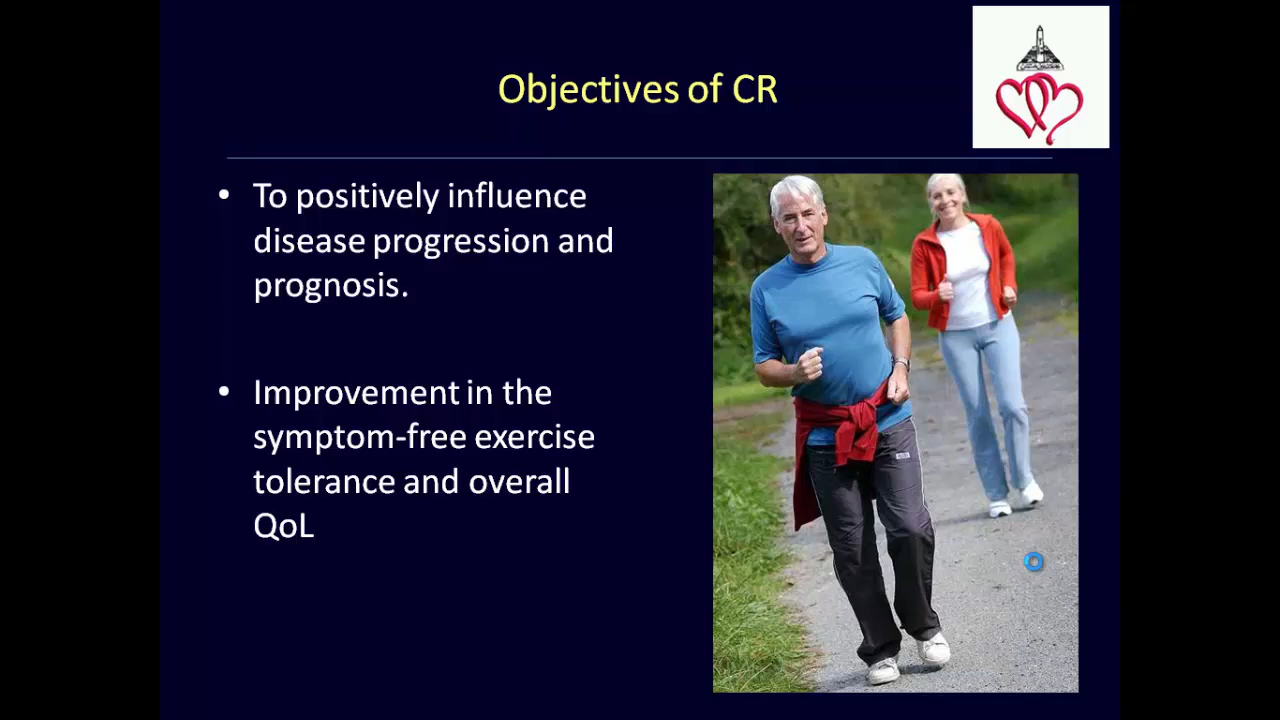 Objectives of CR
• To positively influence
disease progression and
prognosis.
• Improvement in the
symptom-free exercise
tolerance and overall
QoL